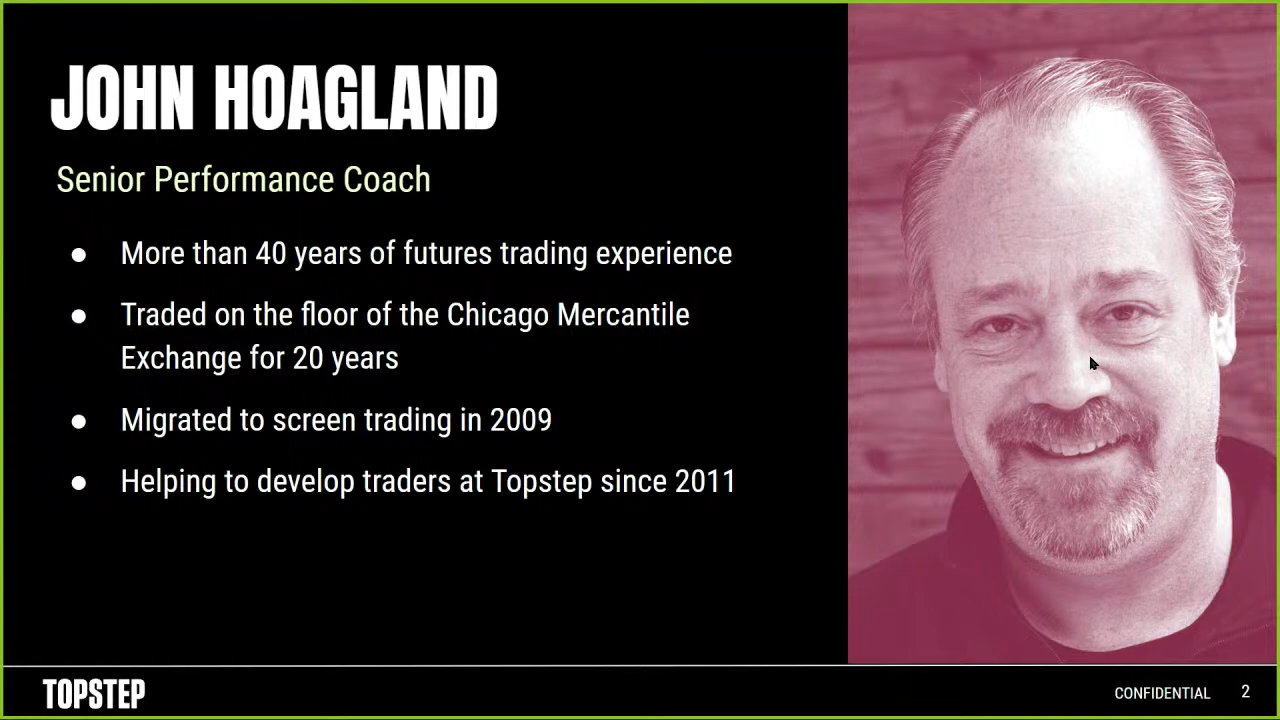 JOHN HOAGLAND
Senior Performance Coach
● More than 40 years of futures trading experience
● Traded on the floor of the Chicago Mercantile
Exchange for 20 years
● Migrated to screen trading in 2009
● Helping to develop traders at Topstep since 2011
TOPSTEP
CONFIDENTIAL 2